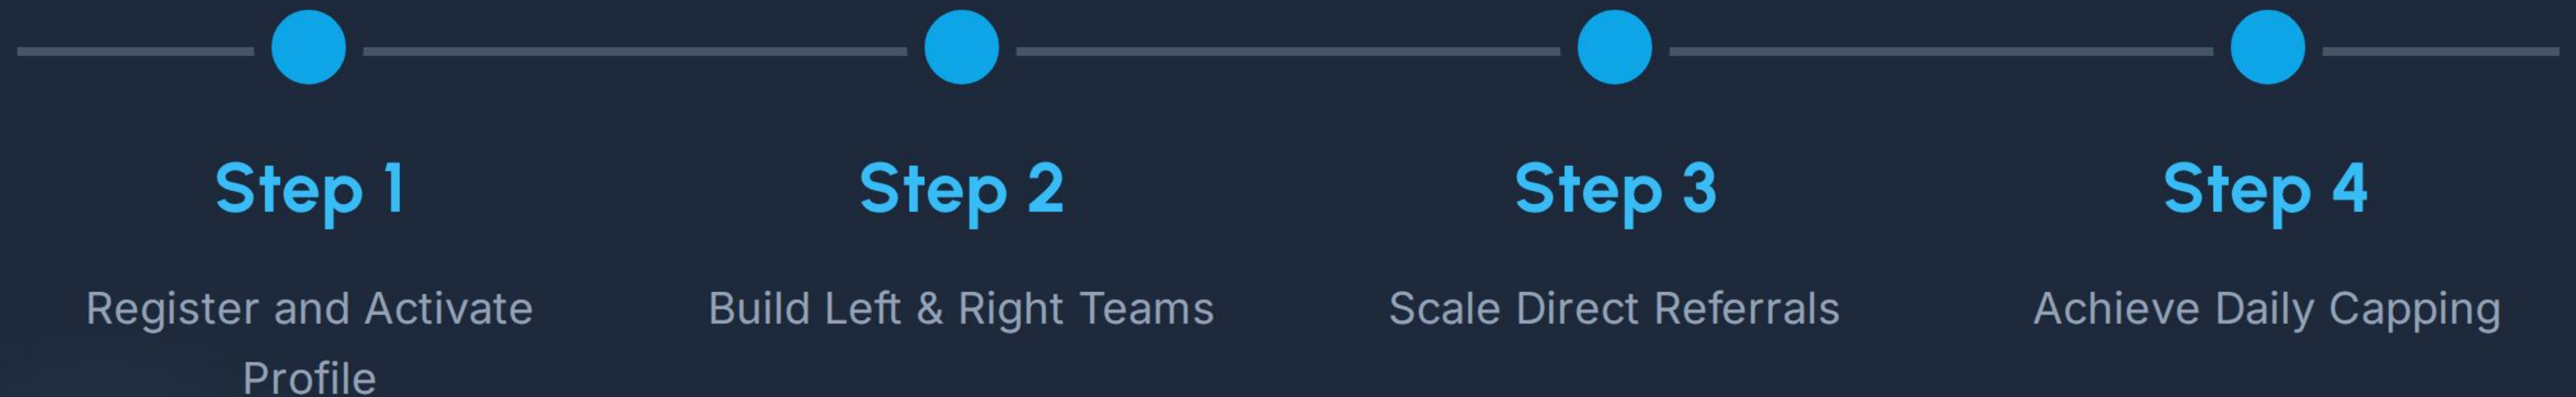 Step 1
Register and Activate
Profile
Step 2
Build Left & Right Teams
Step 3
Scale Direct Referrals
Step 4
Achieve Daily Capping